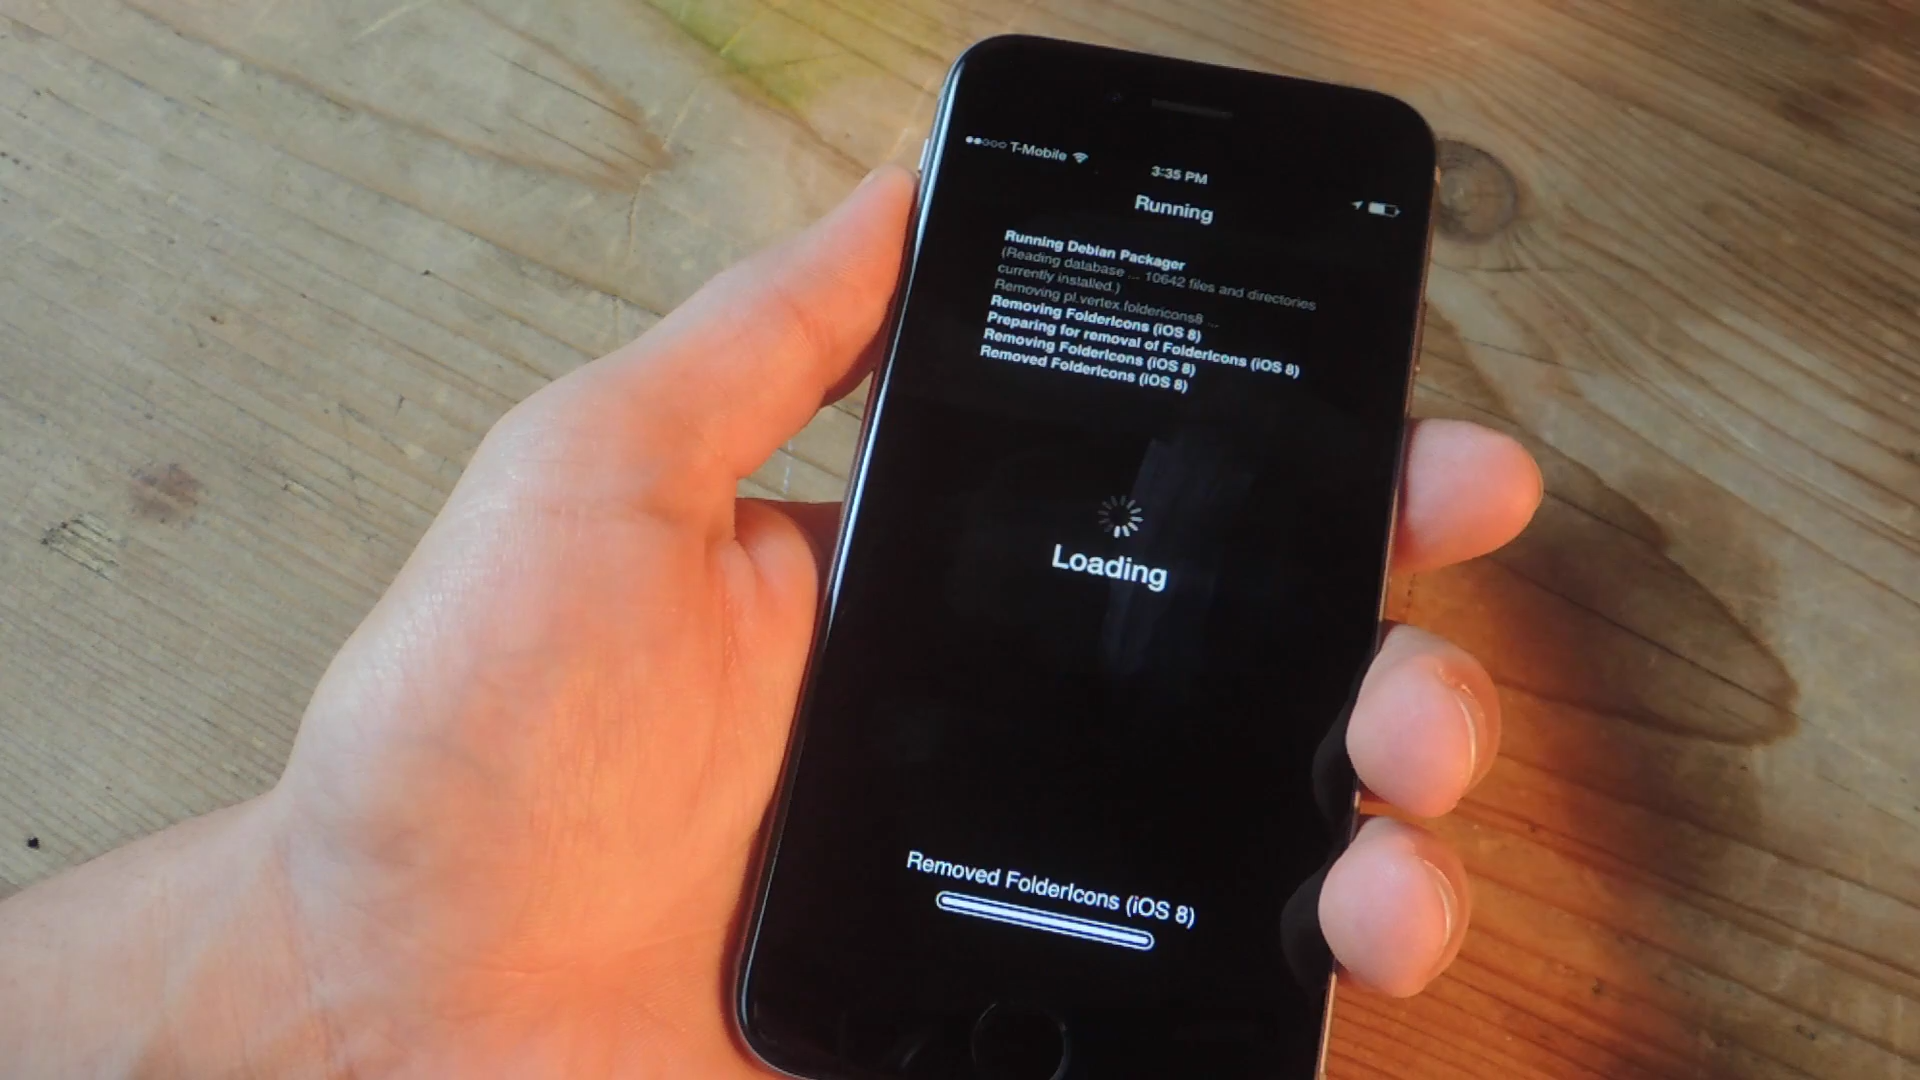 T-Mobile
3:35 PM
Running
Running Debian Packager
(Reading database ... 10642 files and directories
currently installed.)
Removing pl.vertex.foldericons8 ...
Removing FolderIcons (iOS 8)
Preparing for removal of FolderIcons (iOS 8)
Removing FolderIcons (iOS 8)
Removed FolderIcons (iOS 8)
Loading
Removed FolderIcons (iOS 8)